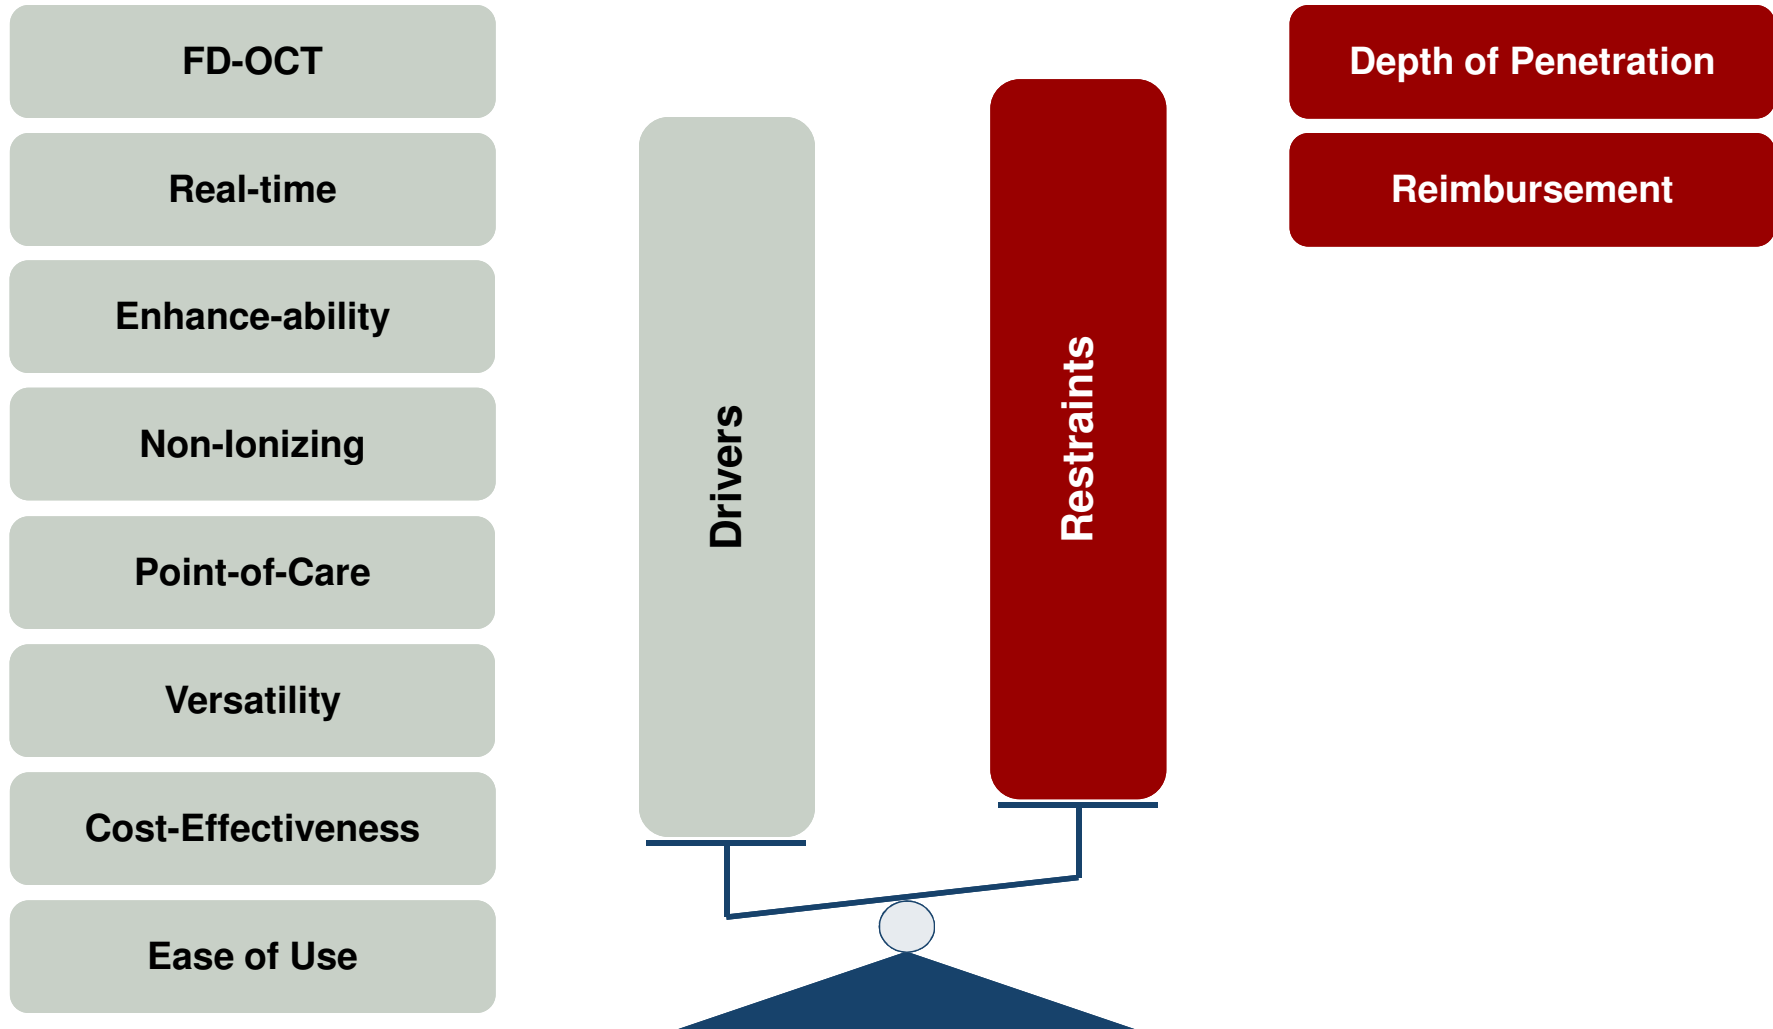 FD-OCT
Real-time
Enhance-ability
Non-Ionizing
Point-of-Care
Versatility
Cost-Effectiveness
Ease of Use
Drivers
Restraints
Depth of Penetration
Reimbursement